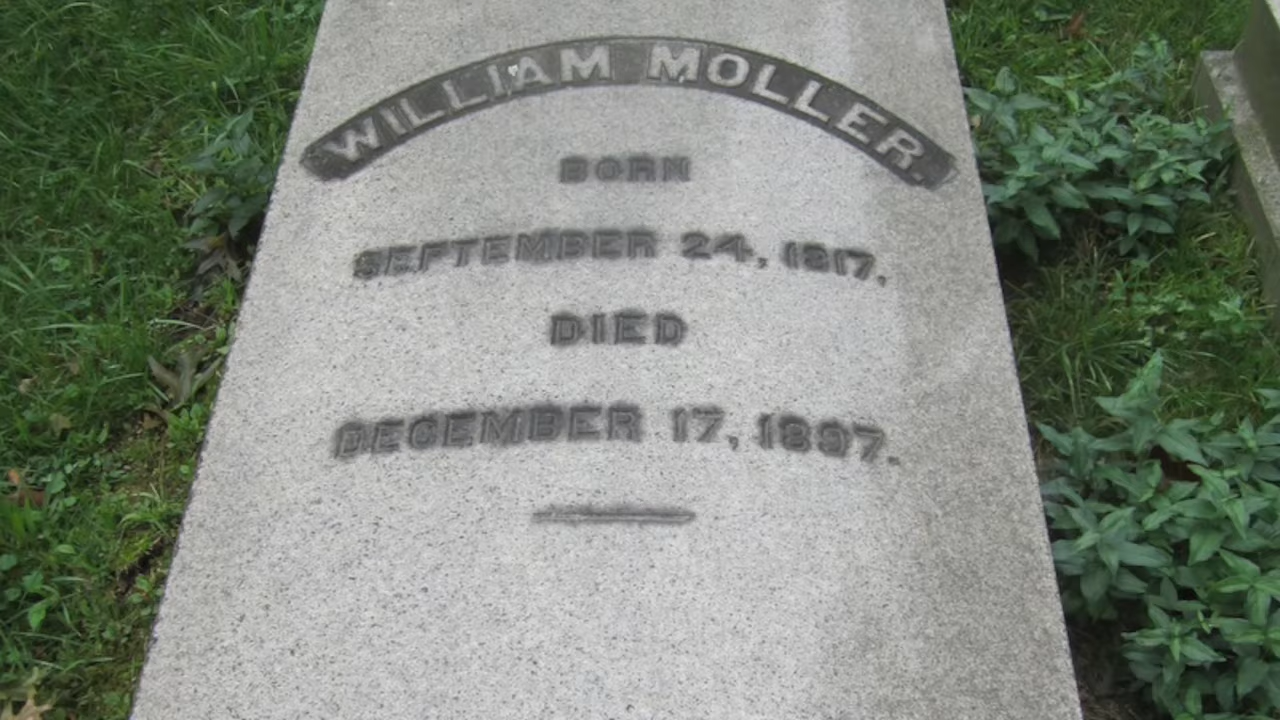 WILLIAM MOLLER.
BORN
SEPTEMBER 24, 1817.
DIED
DECEMBER 17, 1897.